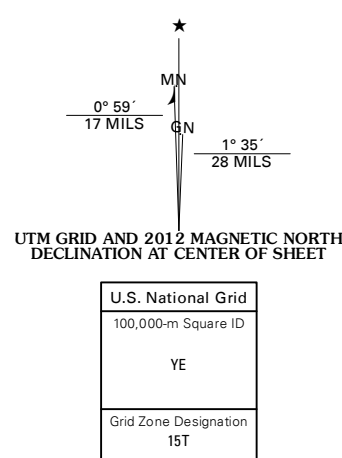 ★
MN
0° 59´
17 MILS
GN
1° 35´
28 MILS
UTM GRID AND 2012 MAGNETIC NORTH
DECLINATION AT CENTER OF SHEET
U.S. National Grid
100,000-m Square ID
YE
Grid Zone Designation
15T